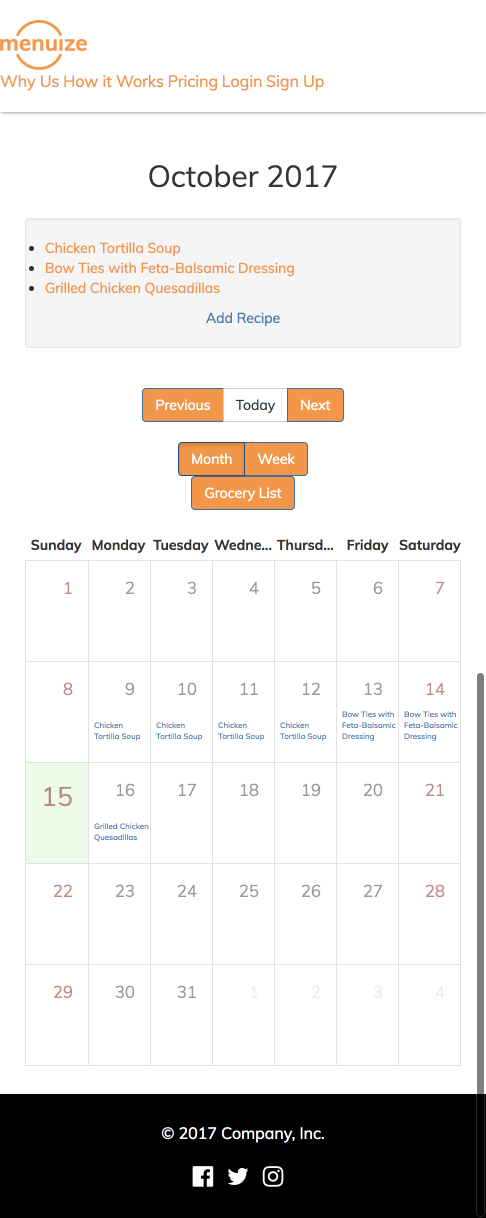 menuize
Why Us How it Works Pricing Login Sign Up
October 2017
Chicken Tortilla Soup
Bow Ties with Feta-Balsamic Dressing
Grilled Chicken Quesadillas
Add Recipe
Previous Today Next
Month Week
Grocery List
Sunday Monday Tuesday Wedne... Thursd... Friday Saturday
1 2 3 4 5 6 7
8 9 10 11 12 13 14
Chicken
Tortilla Soup
Chicken
Tortilla Soup
Chicken
Tortilla Soup
Chicken
Tortilla Soup
Bow Ties with
Feta-Balsamic
Dressing
Bow Ties with
Feta-Balsamic
Dressing
15 16 17 18 19 20 21
Grilled Chicken
Quesadillas
22 23 24 25 26 27 28
29 30 31 1 2 3 4
© 2017 Company, Inc.